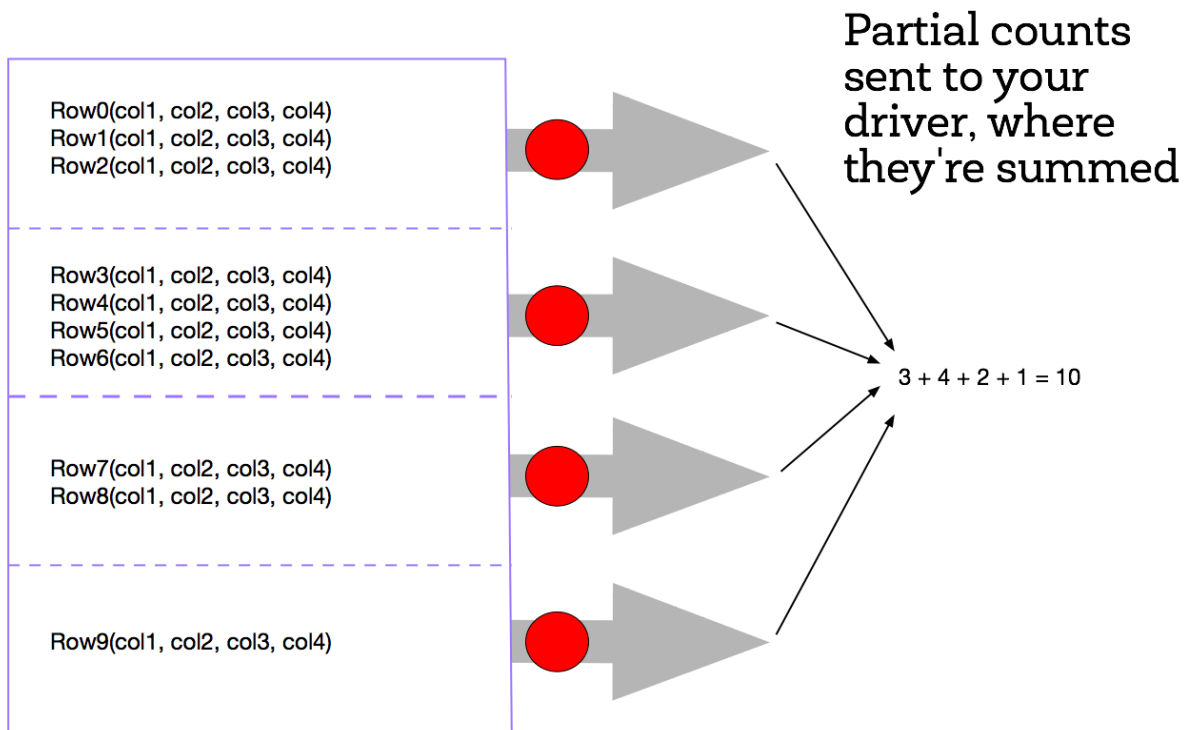 Partial counts
sent to your
driver, where
they're summed
Row0(col1, col2, col3, col4)
Row1(col1, col2, col3, col4)
Row2(col1, col2, col3, col4)
Row3(col1, col2, col3, col4)
Row4(col1, col2, col3, col4)
Row5(col1, col2, col3, col4)
Row6(col1, col2, col3, col4)
3 + 4 + 2 + 1 = 10
Row7(col1, col2, col3, col4)
Row8(col1, col2, col3, col4)
Row9(col1, col2, col3, col4)